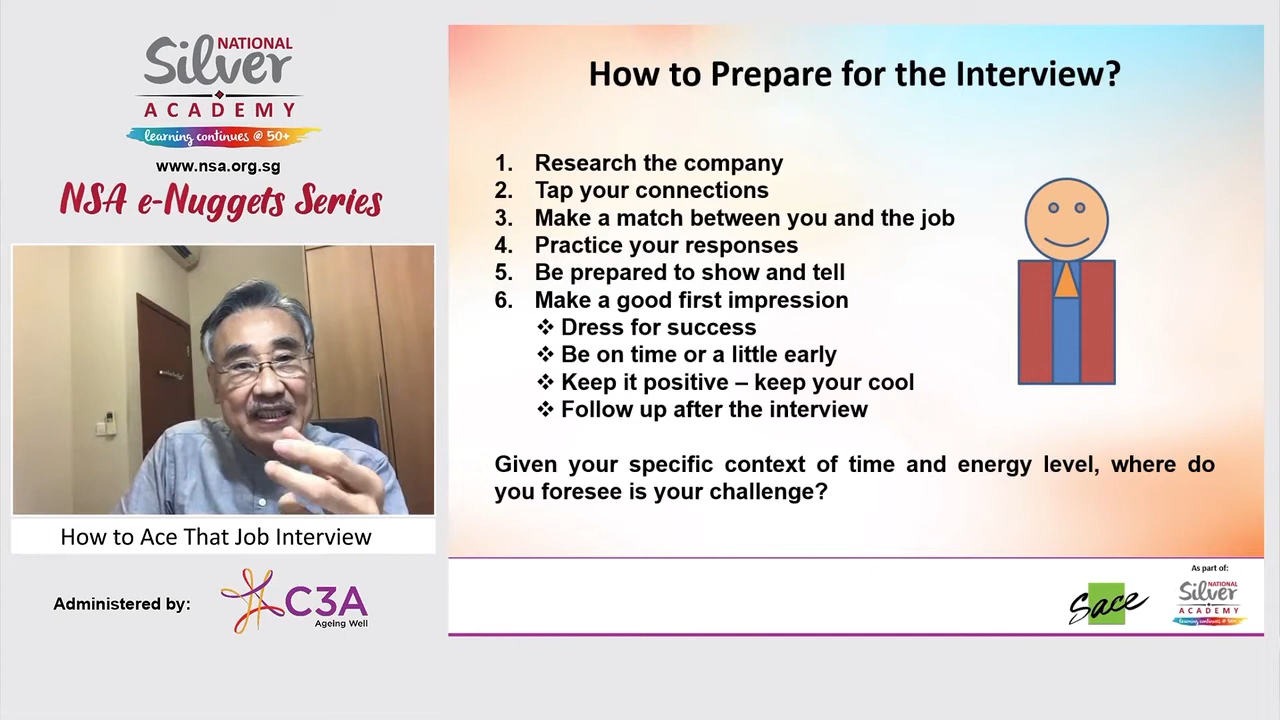 NATIONAL
Silver
ACADEMY
learning continues @ 50+
www.nsa.org.sg
NSA e-Nuggets Series
How to Ace That Job Interview
Administered by:
C3A
Ageing Well
How to Prepare for the Interview?
1. Research the company
2. Tap your connections
3. Make a match between you and the job
4. Practice your responses
5. Be prepared to show and tell
6. Make a good first impression
❖ Dress for success
❖ Be on time or a little early
❖ Keep it positive – keep your cool
❖ Follow up after the interview
Given your specific context of time and energy level, where do
you foresee is your challenge?
Sace
As part of:
NATIONAL
Silver
ACADEMY
learning continues @ 50+